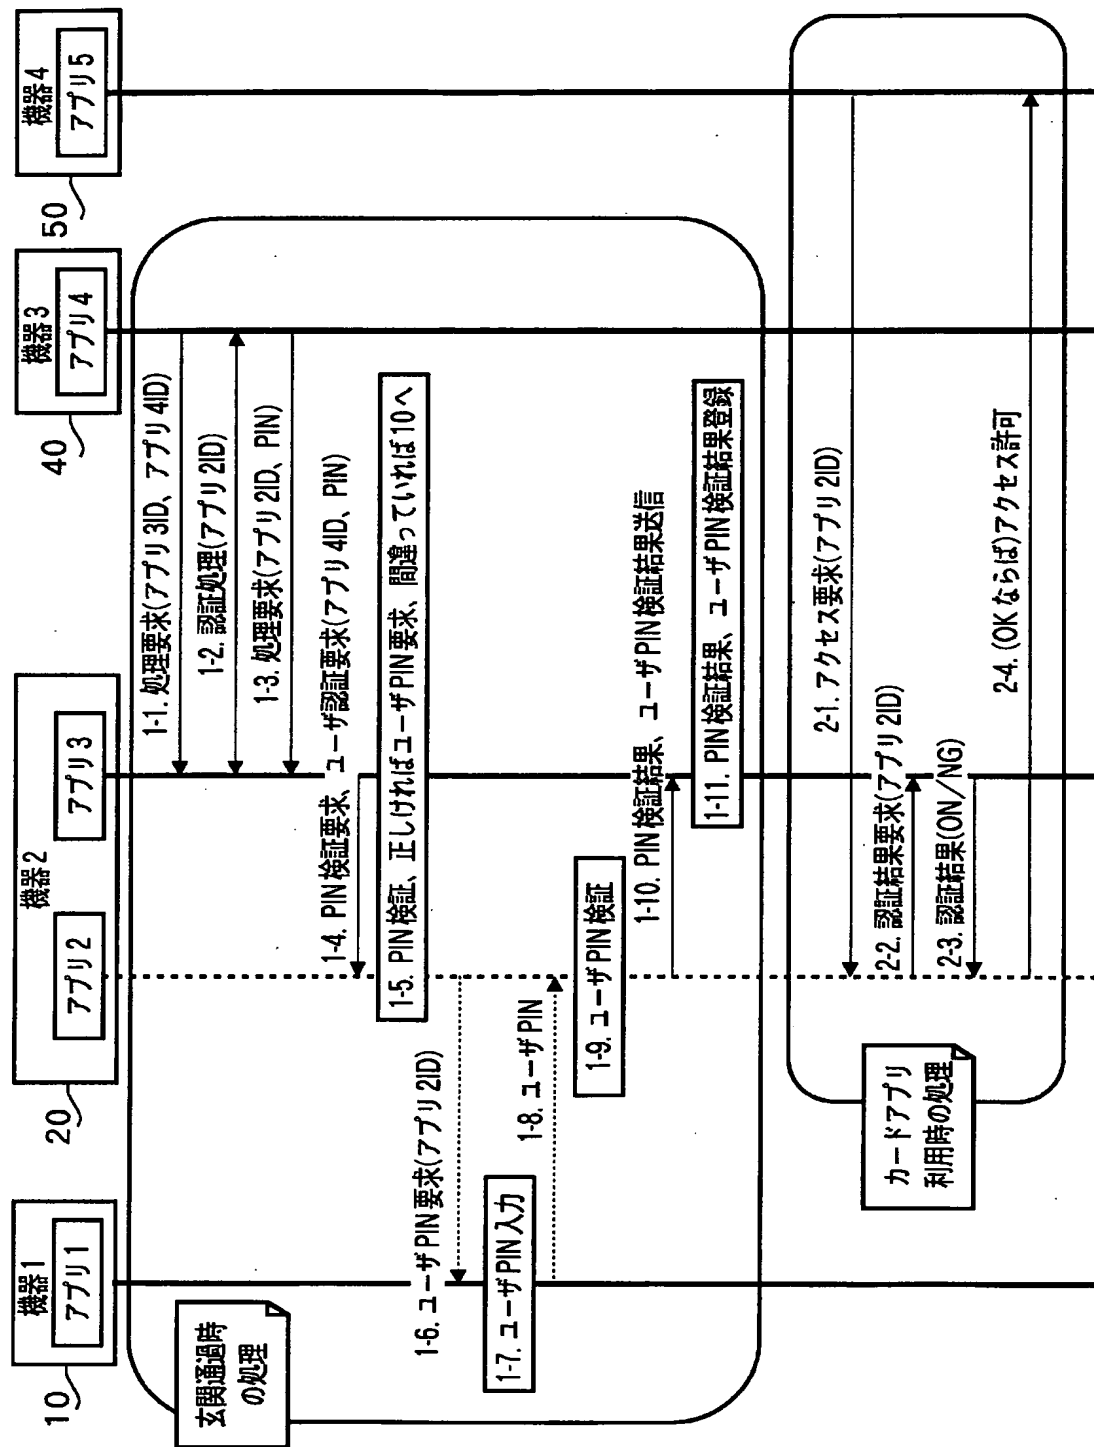 10
機器1
アプリ1
20
機器2
アプリ2
アプリ3
40
機器3
アプリ4
50
機器4
アプリ5
玄関通過時
の処理
1-1. 処理要求(アプリ3ID、アプリ4ID)
1-2. 認証処理(アプリ2ID)
1-3. 処理要求(アプリ2ID、PIN)
1-4. PIN検証要求、ユーザ認証要求(アプリ4ID、PIN)
1-5. PIN検証、正しければユーザPIN要求、間違っていれば10へ
1-6. ユーザPIN要求(アプリ2ID)
1-7. ユーザPIN入力
1-8. ユーザPIN
1-9. ユーザPIN検証
1-10. PIN検証結果、ユーザPIN検証結果送信
1-11. PIN検証結果、ユーザPIN検証結果登録
カードアプリ
利用時の処理
2-1. アクセス要求(アプリ2ID)
2-2. 認証結果要求(アプリ2ID)
2-3. 認証結果(ON/NG)
2-4. (OKならば)アクセス許可